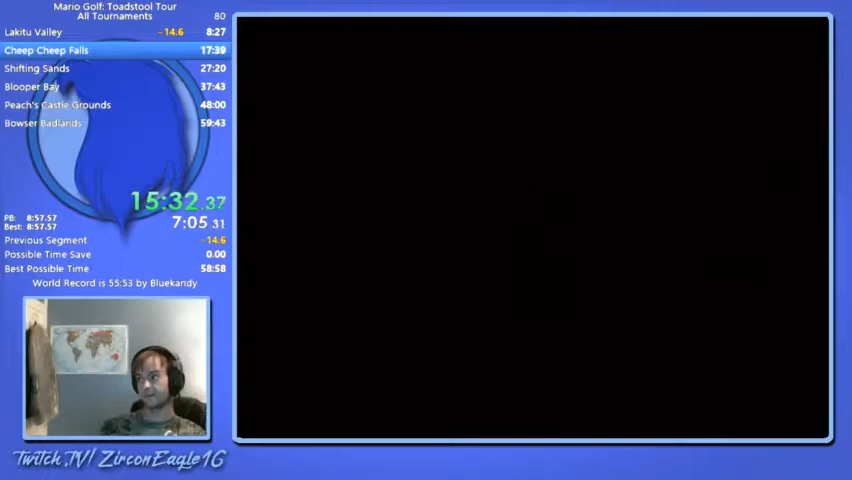 Mario Golf: Toadstool Tour
All Tournaments 80
Lakitu Valley -14.6 8:27
Cheep Cheep Falls 17:39
Shifting Sands 27:20
Blooper Bay 37:43
Peach's Castle Grounds 48:00
Bowser Badlands 59:43
15:32.37
PB: 8:57.57 7:05.31
Best: 8:57.57
Previous Segment -14.6
Possible Time Save 0.00
Best Possible Time 58:58
World Record is 55:53 by Bluekandy
Twitch.TV/ZirconEagle16